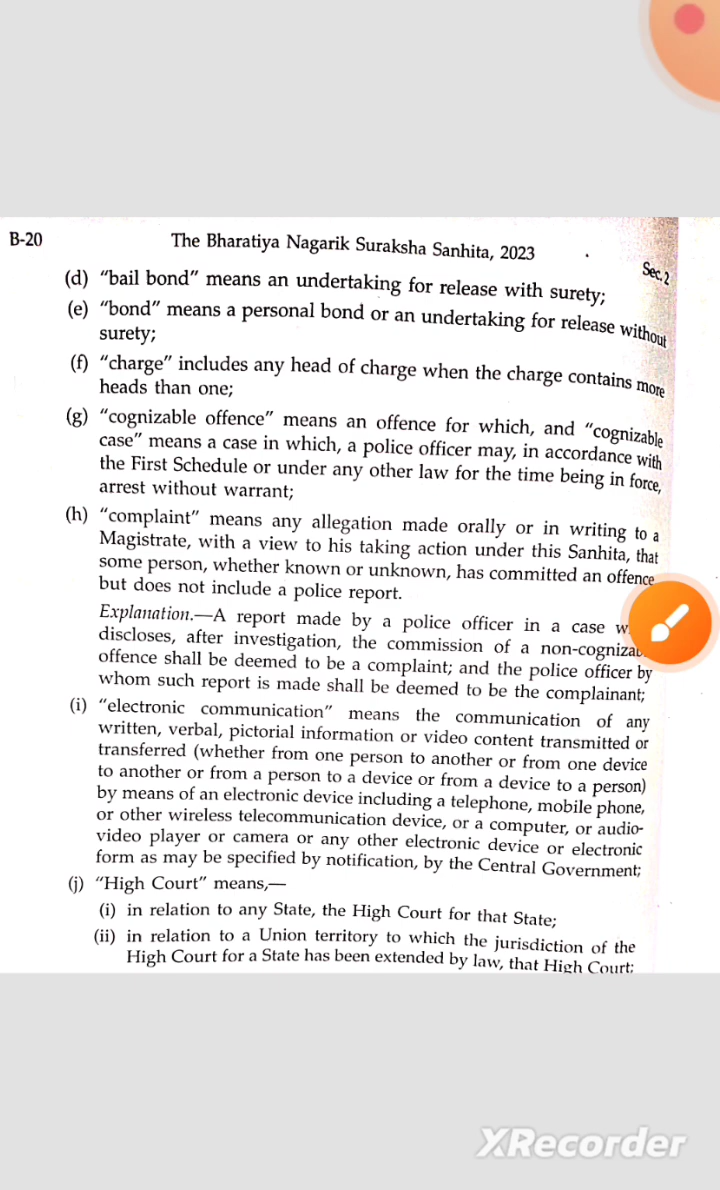 B-20
The Bharatiya Nagarik Suraksha Sanhita, 2023
Sec. 2
(d) “bail bond” means an undertaking for release with surety;
(e) “bond” means a personal bond or an undertaking for release without
surety;
(f) “charge” includes any head of charge when the charge contains more
heads than one;
(g) “cognizable offence” means an offence for which, and “cognizable
case” means a case in which, a police officer may, in accordance with
the First Schedule or under any other law for the time being in force,
arrest without warrant;
(h) “complaint” means any allegation made orally or in writing to a
Magistrate, with a view to his taking action under this Sanhita, that
some person, whether known or unknown, has committed an offence
but does not include a police report.
Explanation.—A report made by a police officer in a case
discloses, after investigation, the commission of a
offence shall be deemed to be a complaint; and the police officer by
whom such report is made shall be deemed to be the complainant;
(i) “electronic communication” means the communication of any
written, verbal, pictorial information or video content transmitted or
transferred (whether from one person to another or from one device
to another or from a person to a device or from a device to a person)
by means of an electronic device including a telephone, mobile phone,
or other wireless telecommunication device, or a computer, or audio-
video player or camera or any other electronic device or electronic
form as may be specified by notification, by the Central Government;
(j) “High Court” means,—
(i) in relation to any State, the High Court for that State;
(ii) in relation to a Union territory to which the jurisdiction of the
High Court for a State has been extended by law, that High Court;
XRecorder